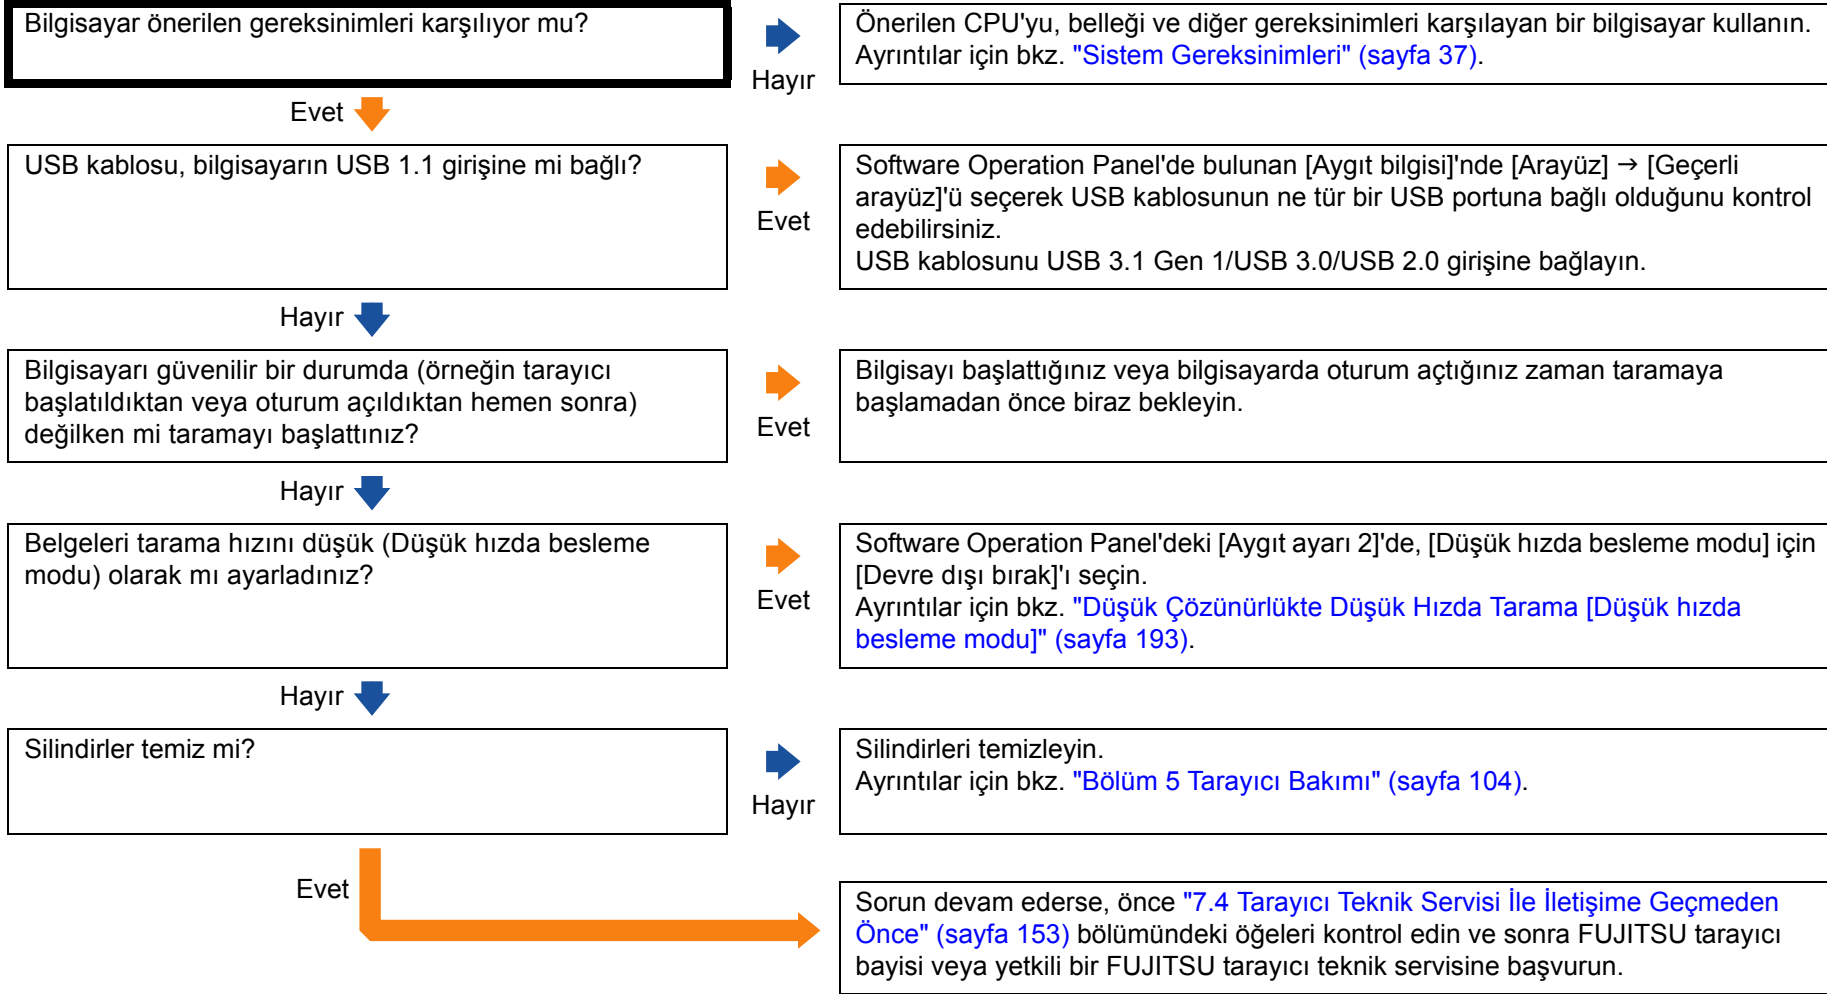 Bilgisayar önerilen gereksinimleri karşılıyor mu?
Hayır
Önerilen CPU'yu, belleği ve diğer gereksinimleri karşılayan bir bilgisayar kullanın.
Ayrıntılar için bkz. "Sistem Gereksinimleri" (sayfa 37).
Evet
USB kablosu, bilgisayarın USB 1.1 girişine mi bağlı?
Evet
Software Operation Panel'de bulunan [Aygıt bilgisi]'nde [Arayüz] → [Geçerli
arayüz]'ü seçerek USB kablosunun ne tür bir USB portuna bağlı olduğunu kontrol
edebilirsiniz.
USB kablosunu USB 3.1 Gen 1/USB 3.0/USB 2.0 girişine bağlayın.
Hayır
Bilgisayarı güvenilir bir durumda (örneğin tarayıcı
başlatıldıktan veya oturum açıldıktan hemen sonra)
değilken mi taramayı başlattınız?
Evet
Bilgisayı başlattığınız veya bilgisayarda oturum açtığınız zaman taramaya
başlamadan önce biraz bekleyin.
Hayır
Belgeleri tarama hızını düşük (Düşük hızda besleme
modu) olarak mı ayarladınız?
Evet
Software Operation Panel'deki [Aygıt ayarı 2]'de, [Düşük hızda besleme modu] için
[Devre dışı bırak]'ı seçin.
Ayrıntılar için bkz. "Düşük Çözünürlükte Düşük Hızda Tarama [Düşük hızda
besleme modu]" (sayfa 193).
Hayır
Silindirler temiz mi?
Hayır
Silindirleri temizleyin.
Ayrıntılar için bkz. "Bölüm 5 Tarayıcı Bakımı" (sayfa 104).
Evet
Sorun devam ederse, önce "7.4 Tarayıcı Teknik Servisi İle İletişime Geçmeden
Önce" (sayfa 153) bölümündeki öğeleri kontrol edin ve sonra FUJITSU tarayıcı
bayisi veya yetkili bir FUJITSU tarayıcı teknik servisine başvurun.